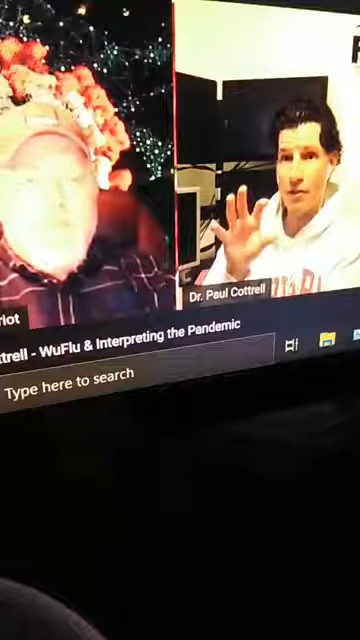 riot
Dr. Paul Cottrell
ttrell - WuFlu & Interpreting the Pandemic
Type here to search